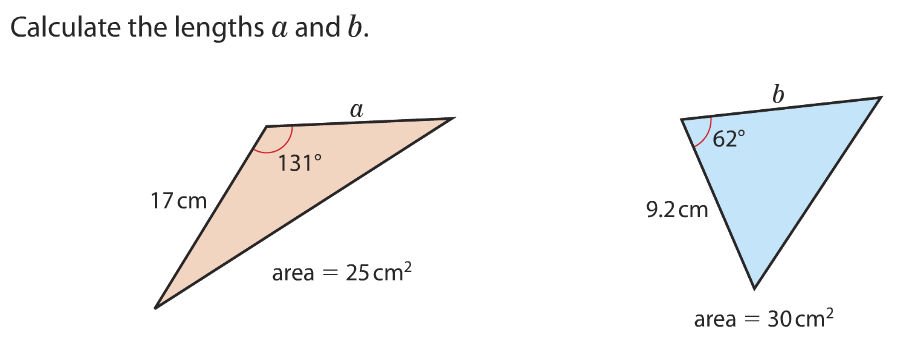 Calculate the lengths a and b.
a
131°
17 cm
area = 25 cm²
b
62°
9.2 cm
area = 30 cm²